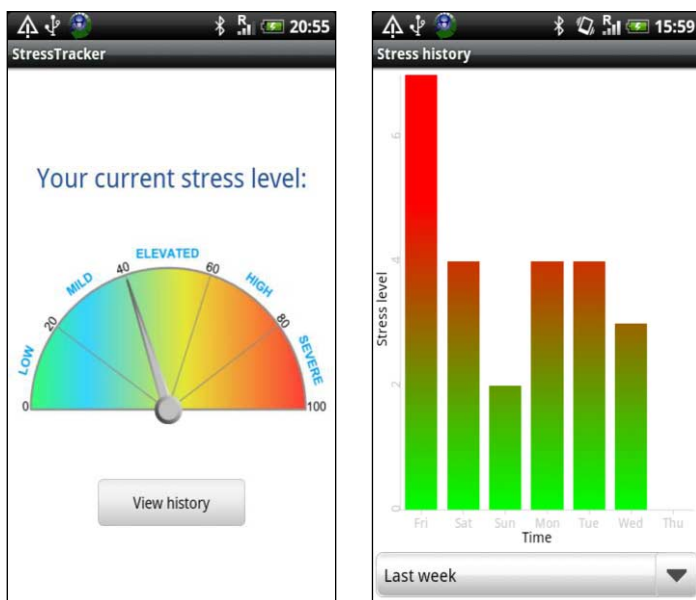 R 20:55
StressTracker
Your current stress level:
ELEVATED
MILD 40 60 HIGH
20 80
LOW SEVERE
0 100
View history
R 15:59
Stress history
6
4
Stress level
2
0
Fri Sat Sun Mon Tue Wed Thu
Time
Last week